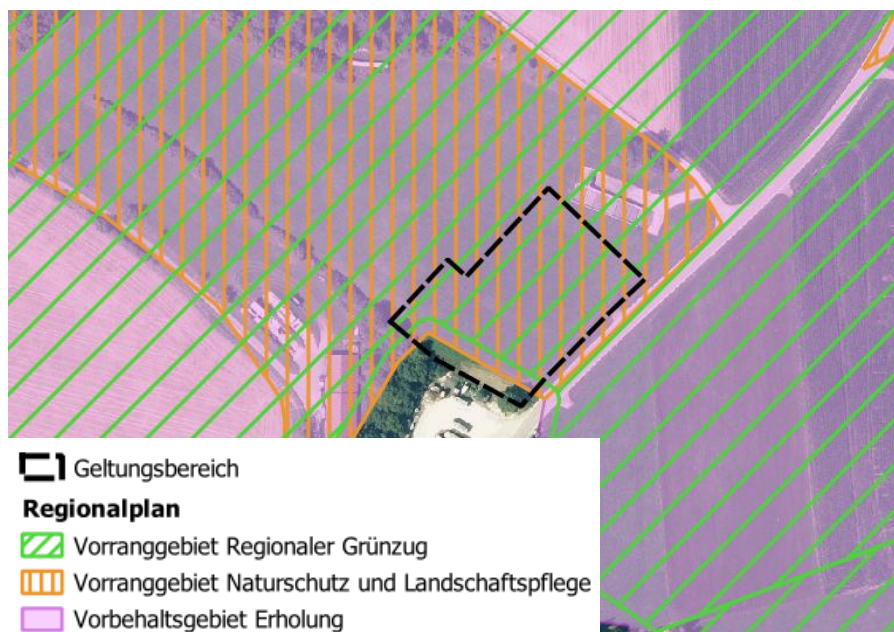 Geltungsbereich
Regionalplan
Vorranggebiet Regionaler Grünzug
Vorranggebiet Naturschutz und Landschaftspflege
Vorbehaltsgebiet Erholung